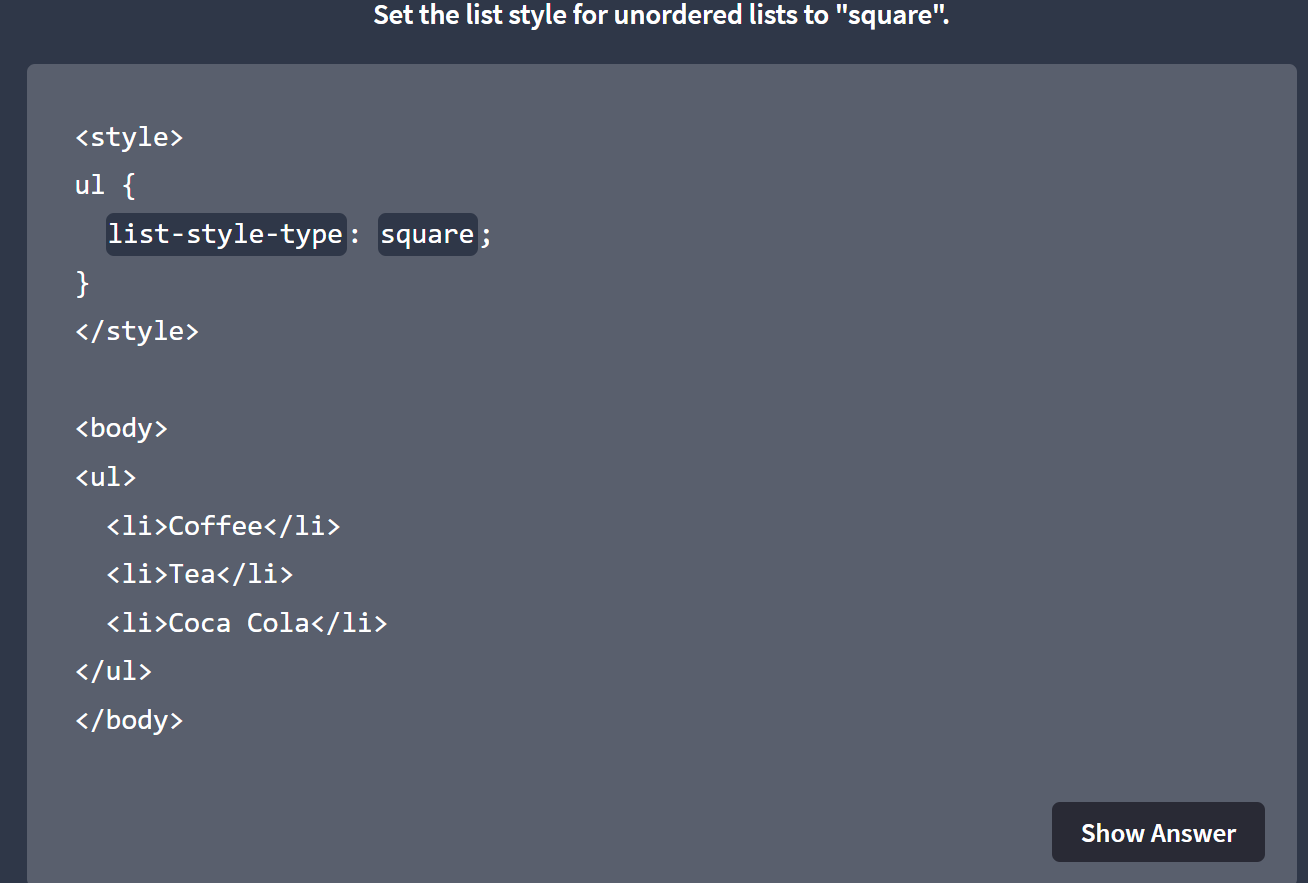 Set the list style for unordered lists to "square".
<style>
ul {
  list-style-type: square;
}
</style>

<body>
<ul>
  <li>Coffee</li>
  <li>Tea</li>
  <li>Coca Cola</li>
</ul>
</body>
Show Answer